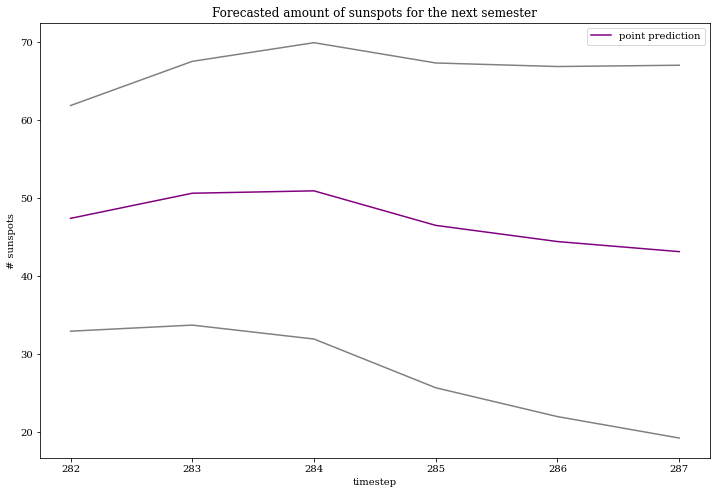 Forecasted amount of sunspots for the next semester
point prediction
70
60
50
40
30
20
# sunspots
282 283 284 285 286 287
timestep